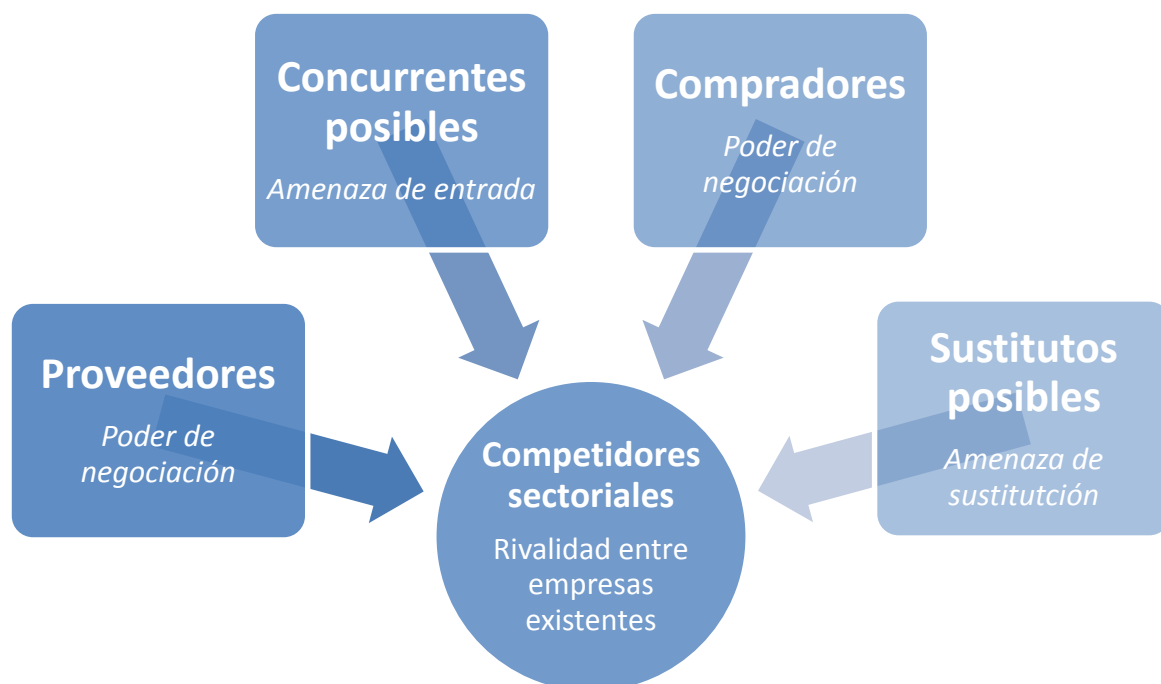 Concurrentes
posibles
Amenaza de entrada
Compradores
Poder de
negociación
Proveedores
Poder de
negociación
Sustitutos
posibles
Amenaza de
sustitutción
Competidores
sectoriales
Rivalidad entre
empresas
existentes